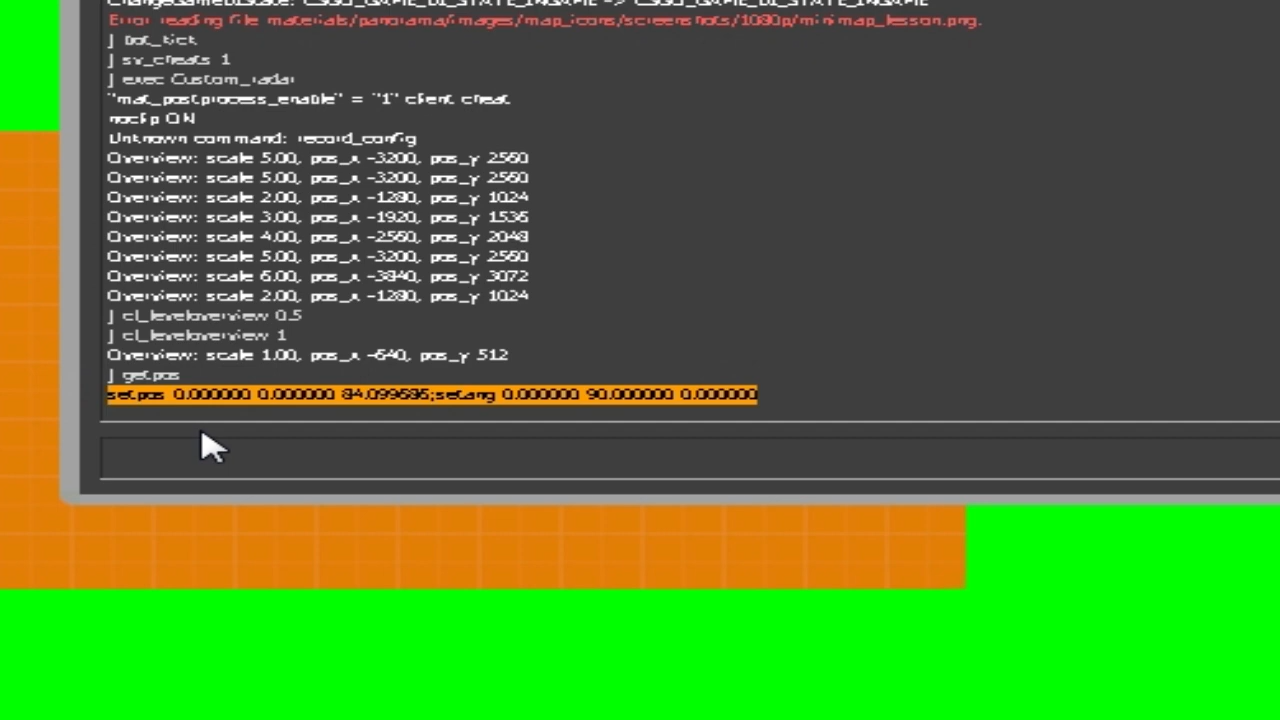 ChangeGameUIState: CSGO_GAME_UI_STATE_INGAME -> CSGO_GAME_UI_STATE_INGAME
Error reading file materials/panorama/images/map_icons/screenshots/1080p/minimap_lesson.png.
] bot_kick
] sv_cheats 1
] exec Custom_radar
"mat_postprocess_enable" = "1" client cheat
noclip ON
Unknown command: record_config
Overview: scale 5.00, pos_x -3200, pos_y 2560
Overview: scale 5.00, pos_x -3200, pos_y 2560
Overview: scale 2.00, pos_x -1280, pos_y 1024
Overview: scale 3.00, pos_x -1920, pos_y 1536
Overview: scale 4.00, pos_x -2560, pos_y 2048
Overview: scale 5.00, pos_x -3200, pos_y 2560
Overview: scale 6.00, pos_x -3840, pos_y 3072
Overview: scale 2.00, pos_x -1280, pos_y 1024
] cl_leveloverview 0.5
] cl_leveloverview 1
Overview: scale 1.00, pos_x -640, pos_y 512
] getpos
setpos 0.000000 0.000000 84.099686;setang 0.000000 90.000000 0.000000